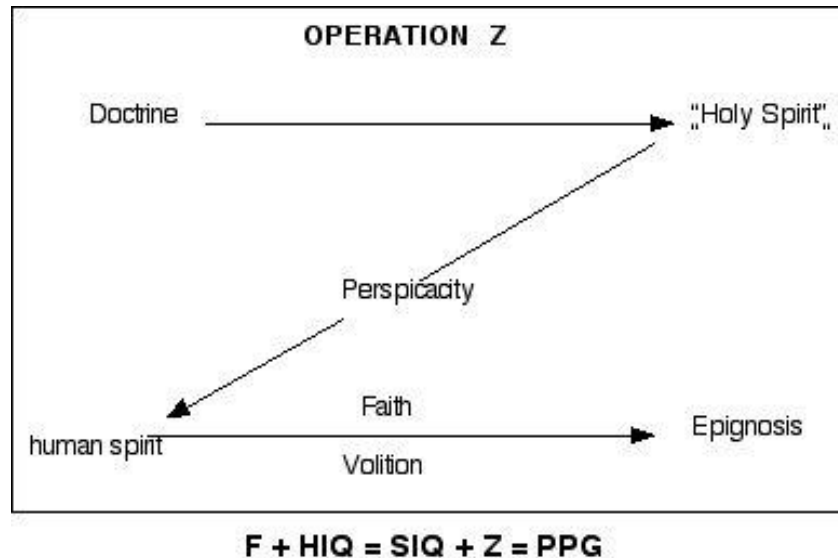 OPERATION Z
Doctrine
"Holy Spirit"
Perspicacity
Faith
human spirit
Epignosis
Volition
F + HIQ = SIQ + Z = PPG